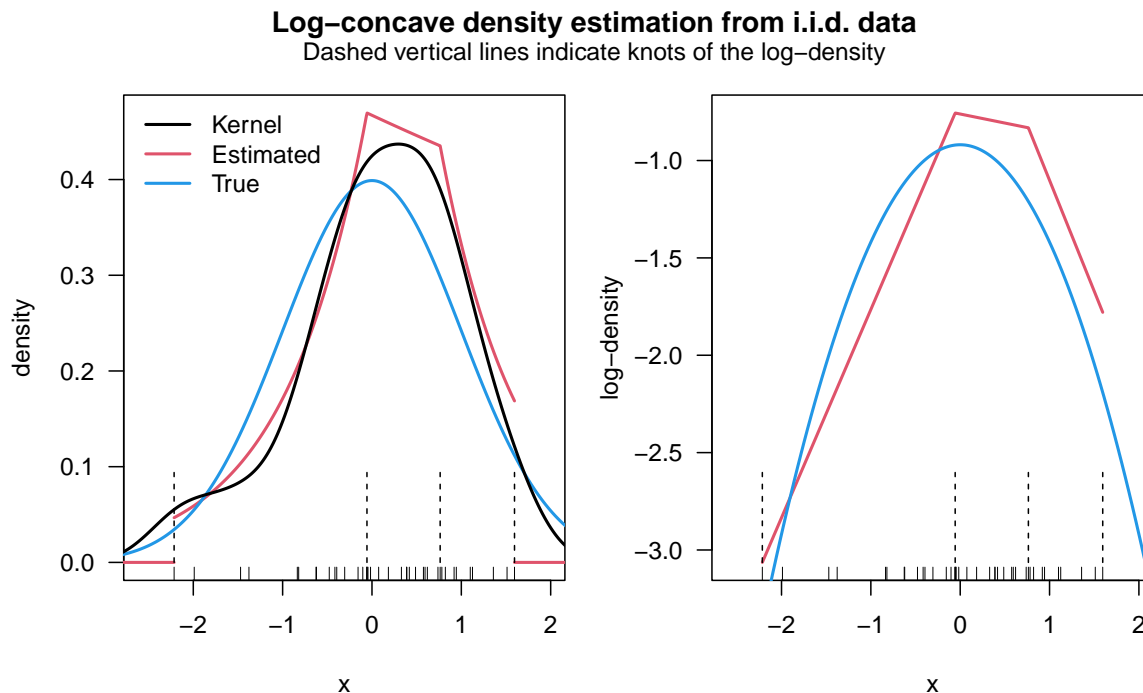 Log−concave density estimation from i.i.d. data
Dashed vertical lines indicate knots of the log−density
Kernel
Estimated
True
density
0.4
0.3
0.2
0.1
0.0
−2 −1 0 1 2
x
log−density
−1.0
−1.5
−2.0
−2.5
−3.0
−2 −1 0 1 2
x